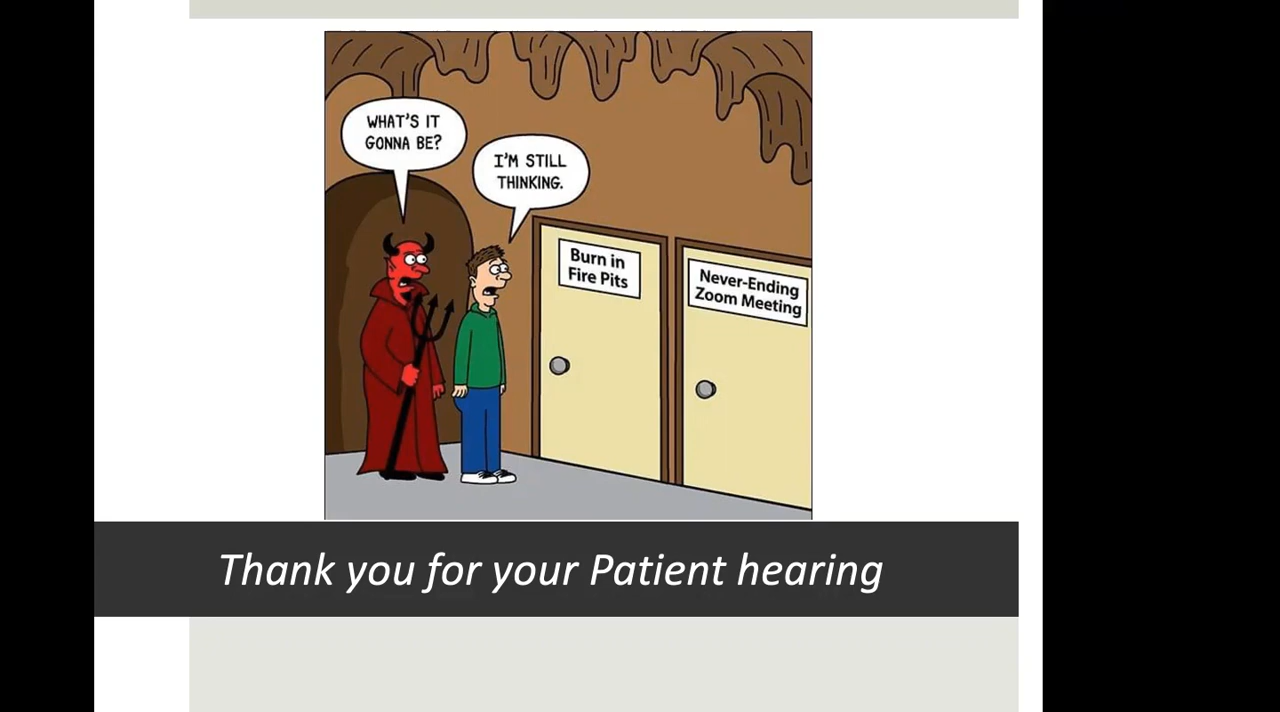 WHAT'S IT
GONNA BE?
I'M STILL
THINKING.
Burn in
Fire Pits
Never-Ending
Zoom Meeting
Thank you for your Patient hearing